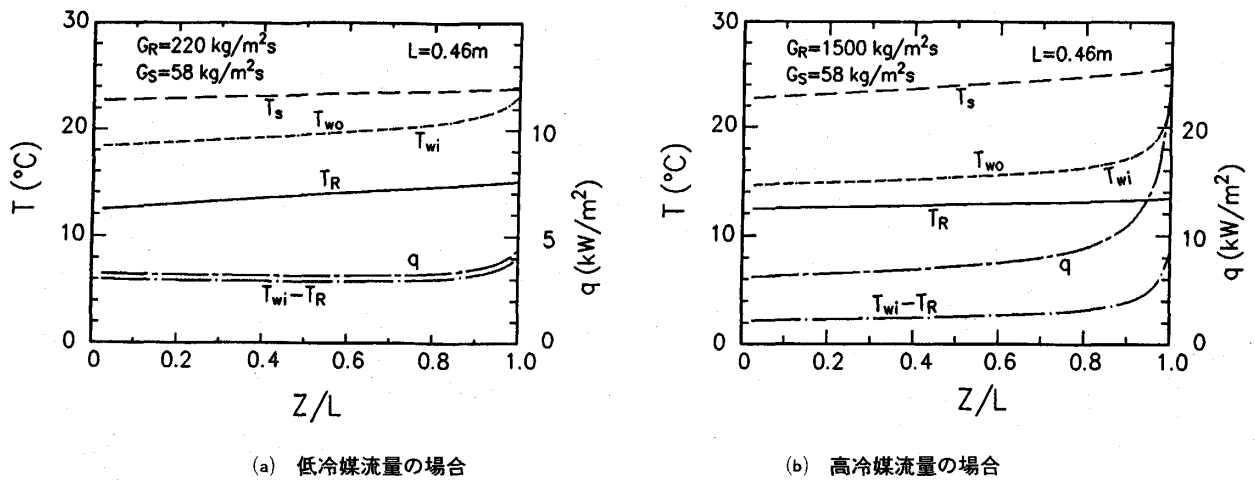 30
20
10
0
T (°C)
G_R=220 kg/m²s
G_S=58 kg/m²s
L=0.46m
T_s
T_wo
T_wi
T_R
q
T_wi−T_R
10
5
0
q (kW/m²)
0 0.2 0.4 0.6 0.8 1.0
Z/L
(a) 低冷媒流量の場合
30
20
10
0
T (°C)
G_R=1500 kg/m²s
G_S=58 kg/m²s
L=0.46m
T_s
T_wo
T_wi
T_R
q
T_wi−T_R
20
10
0
q (kW/m²)
0 0.2 0.4 0.6 0.8 1.0
Z/L
(b) 高冷媒流量の場合